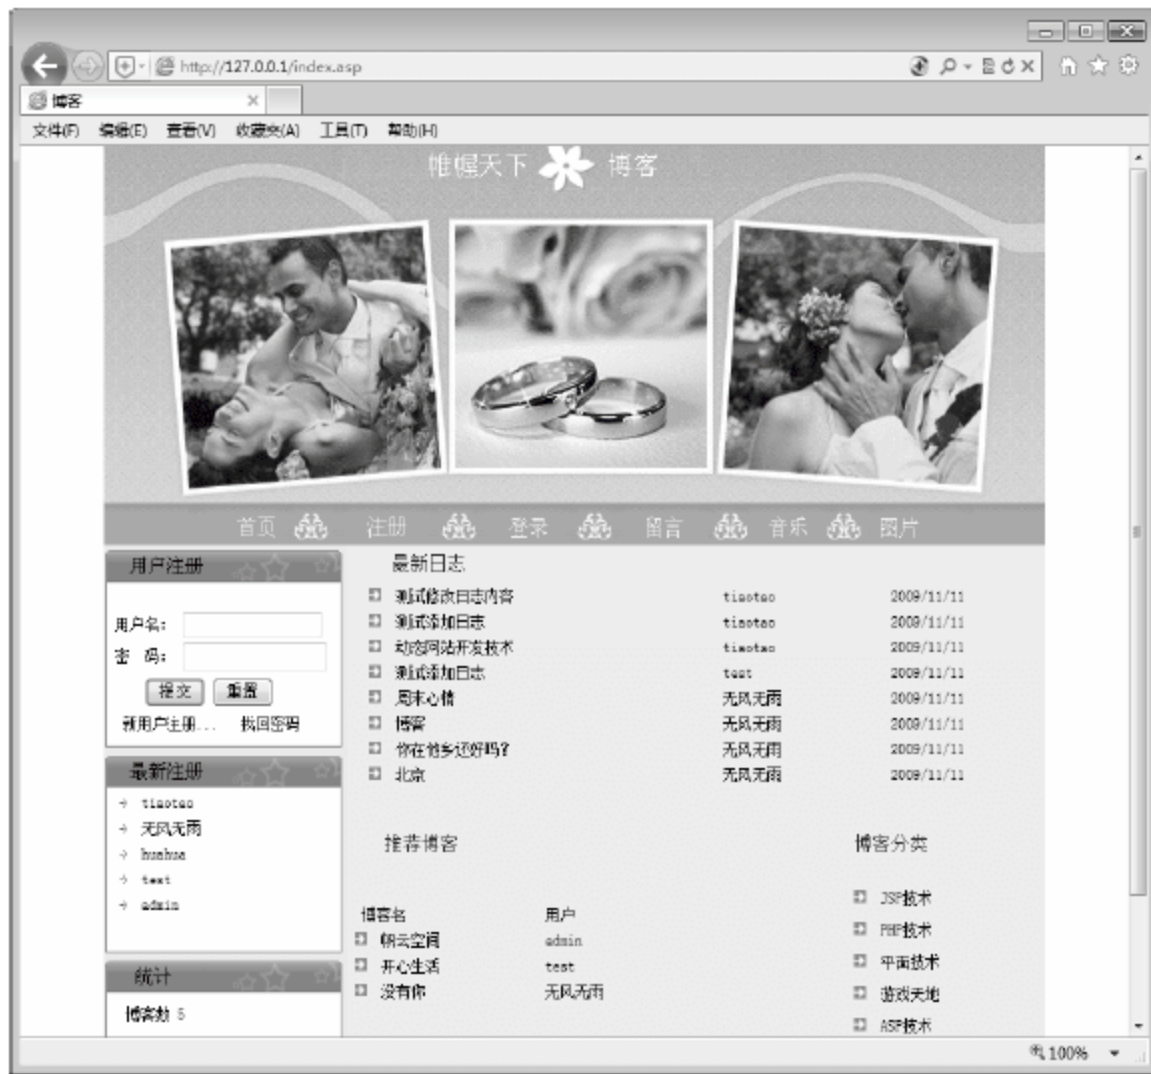 http://127.0.0.1/index.asp
博客
文件(F) 编辑(E) 查看(V) 收藏夹(A) 工具(T) 帮助(H)
帷幄天下 博客
首页 注册 登录 留言 音乐 图片
用户注册
用户名:
密 码:
提交 重置
新用户注册... 找回密码
最新注册
tiaotao
无风无雨
huahua
test
admin
统计
博客数 5
最新日志
测试修改日志内容 tiaotao 2009/11/11
测试添加日志 tiaotao 2009/11/11
动态网站开发技术 tiaotao 2009/11/11
测试添加日志 test 2009/11/11
周末心情 无风无雨 2009/11/11
博客 无风无雨 2009/11/11
你在他乡还好吗? 无风无雨 2009/11/11
北京 无风无雨 2009/11/11
推荐博客
博客名 用户
朝云空间 admin
开心生活 test
没有你 无风无雨
博客分类
JSP技术
PHP技术
平面技术
游戏天地
ASP技术
100%